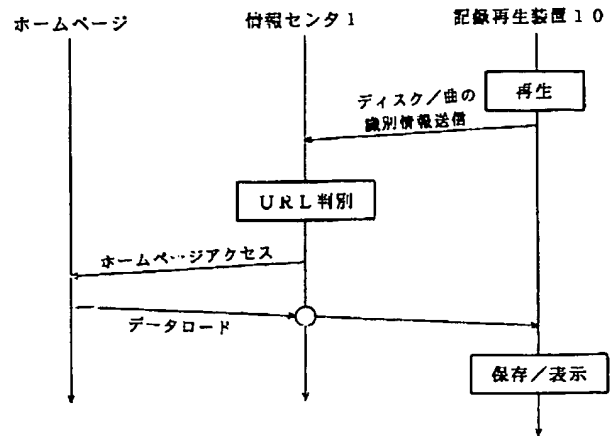 ホームページ
情報センタ1
記録再生装置10
再生
ディスク/曲の
識別情報送信
URL判別
ホームページアクセス
データロード
保存/表示